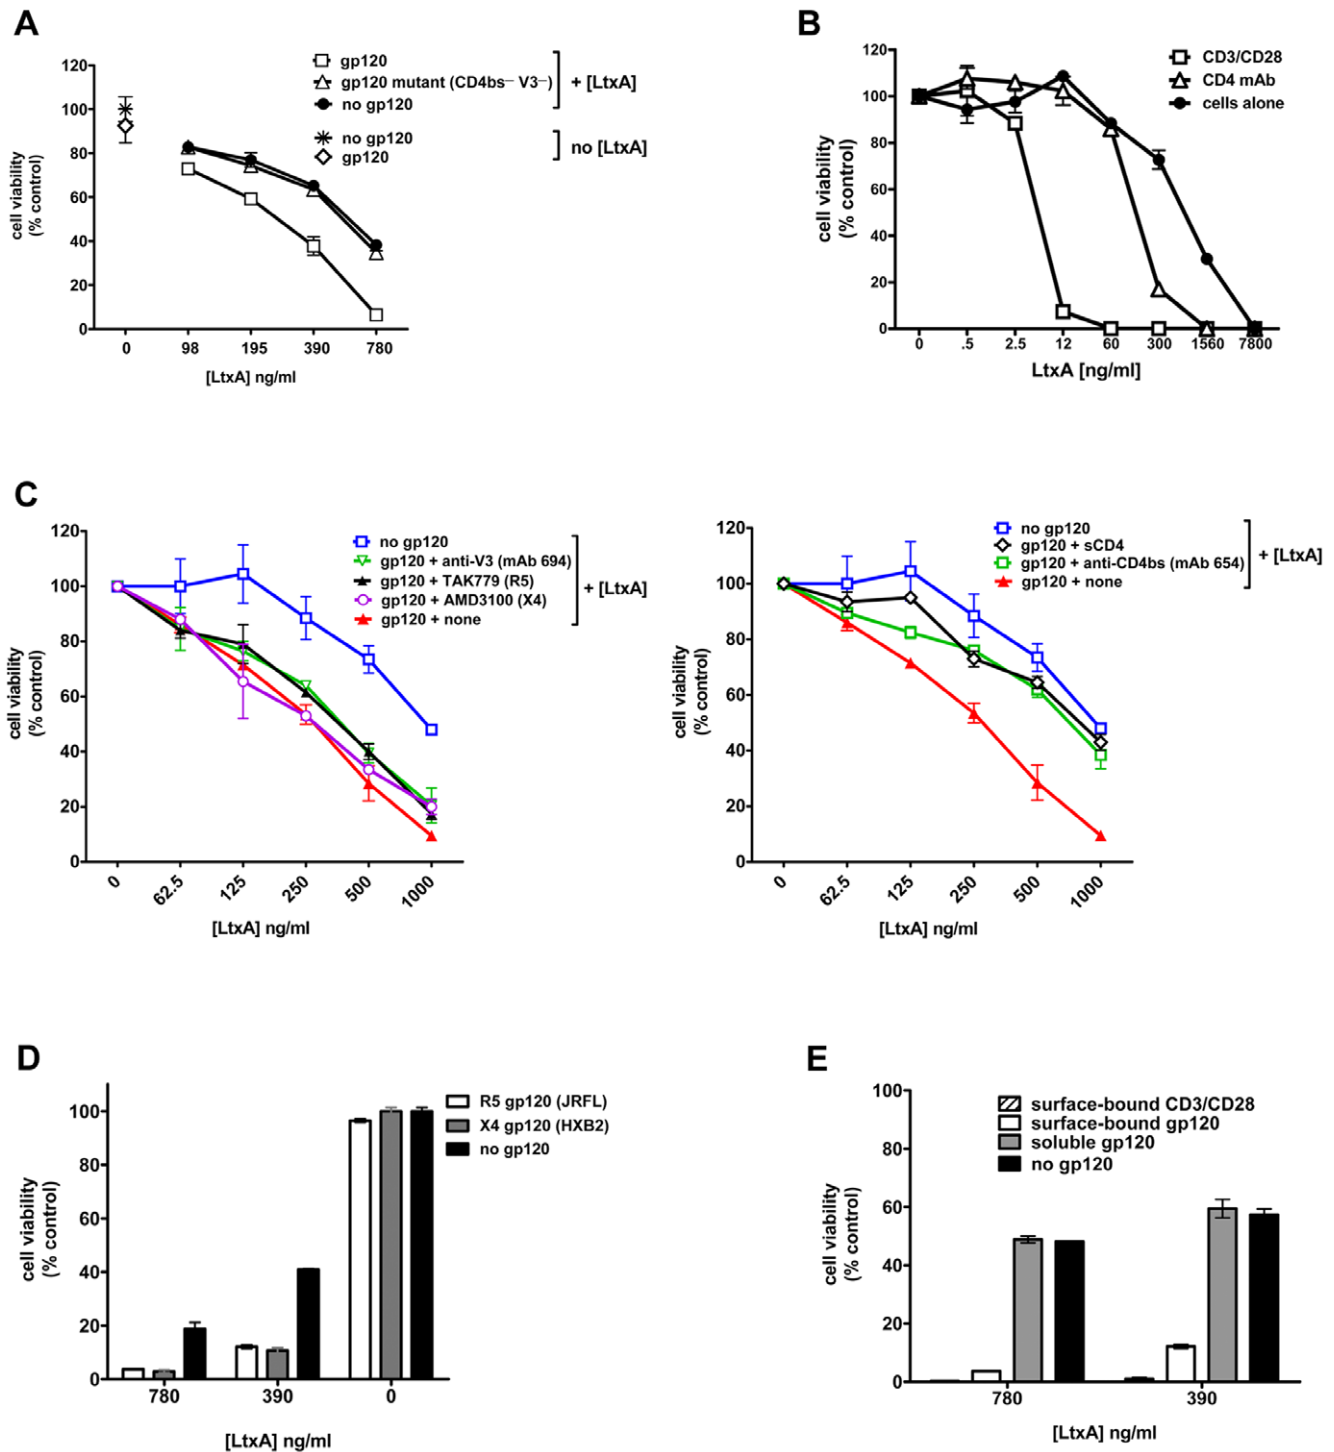 A
gp120
gp120 mutant (CD4bs— V3—)
no gp120
+ [LtxA]
no gp120
gp120
no [LtxA]
cell viability
(% control)
120
100
80
60
40
20
0
0 98 195 390 780
[LtxA] ng/ml
B
CD3/CD28
CD4 mAb
cells alone
cell viability
(% control)
120
100
80
60
40
20
0
0 .5 2.5 12 60 300 1560 7800
LtxA [ng/ml]
C
no gp120
gp120 + anti-V3 (mAb 694)
gp120 + TAK779 (R5)
gp120 + AMD3100 (X4)
gp120 + none
+ [LtxA]
cell viability
(% control)
120
100
80
60
40
20
0
0 62.5 125 250 500 1000
[LtxA] ng/ml
no gp120
gp120 + sCD4
gp120 + anti-CD4bs (mAb 654)
gp120 + none
+ [LtxA]
cell viability
(% control)
120
100
80
60
40
20
0
0 62.5 125 250 500 1000
[LtxA] ng/ml
D
R5 gp120 (JRFL)
X4 gp120 (HXB2)
no gp120
cell viability
(% control)
100
80
60
40
20
0
780 390 0
[LtxA] ng/ml
E
surface-bound CD3/CD28
surface-bound gp120
soluble gp120
no gp120
cell viability
(% control)
100
80
60
40
20
0
780 390
[LtxA] ng/ml